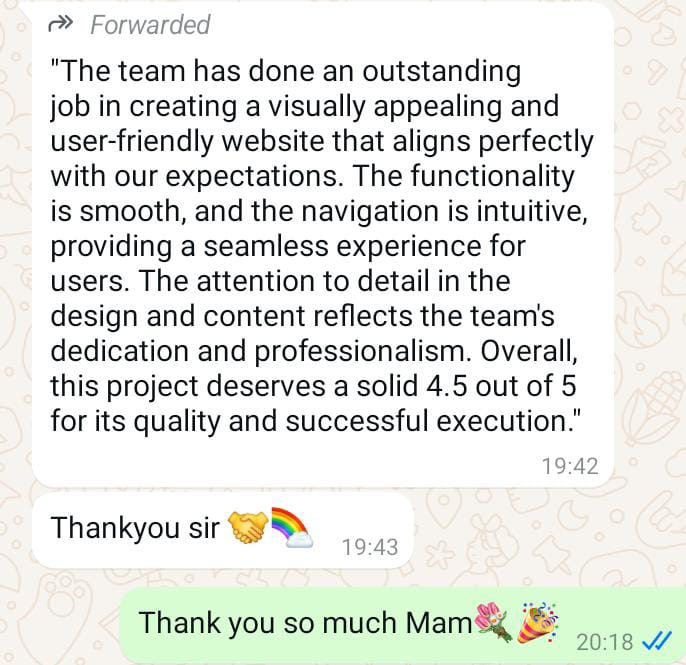 Forwarded
"The team has done an outstanding
job in creating a visually appealing and
user-friendly website that aligns perfectly
with our expectations. The functionality
is smooth, and the navigation is intuitive,
providing a seamless experience for
users. The attention to detail in the
design and content reflects the team's
dedication and professionalism. Overall,
this project deserves a solid 4.5 out of 5
for its quality and successful execution."
19:42
Thankyou sir 🤝🌈
19:43
Thank you so much Mam💐🎉
20:18